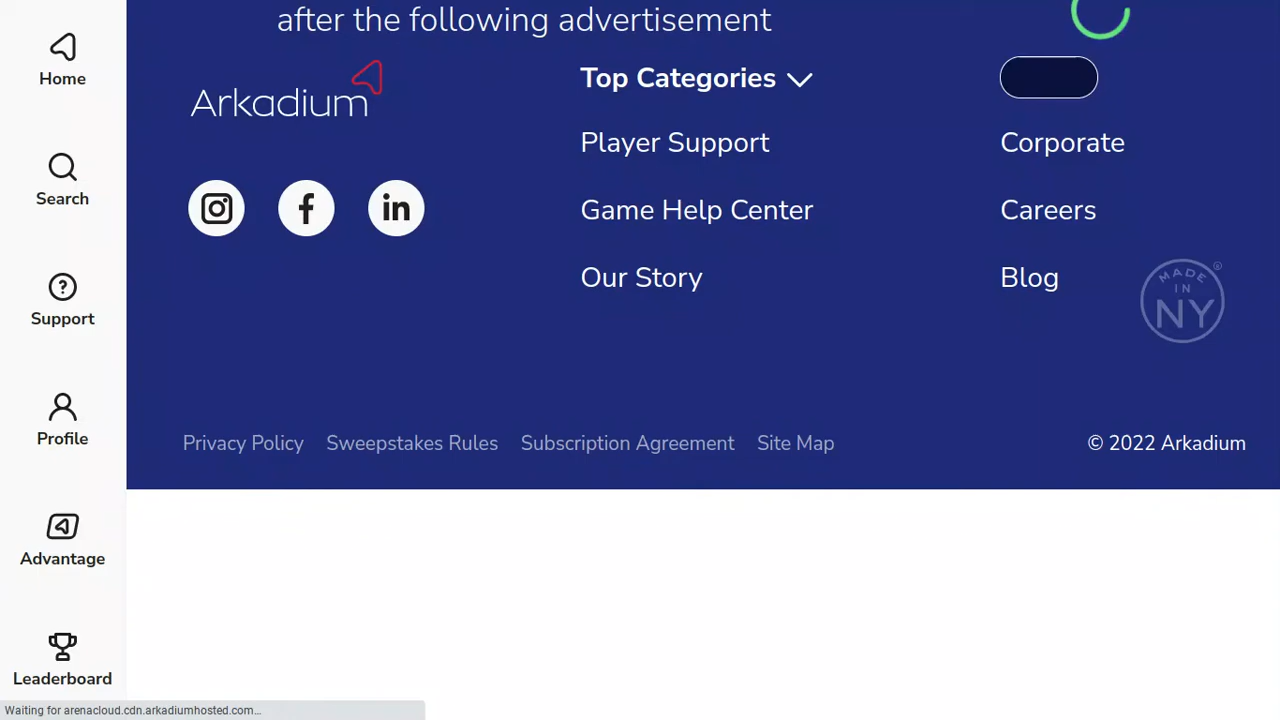 after the following advertisement
Home
Search
Support
Profile
Advantage
Leaderboard
Arkadium
Top Categories
Player Support
Game Help Center
Our Story
Corporate
Careers
Blog
MADE
IN
NY
®
Privacy Policy Sweepstakes Rules Subscription Agreement Site Map
© 2022 Arkadium
Waiting for arenacloud.cdn.arkadiumhosted.com...